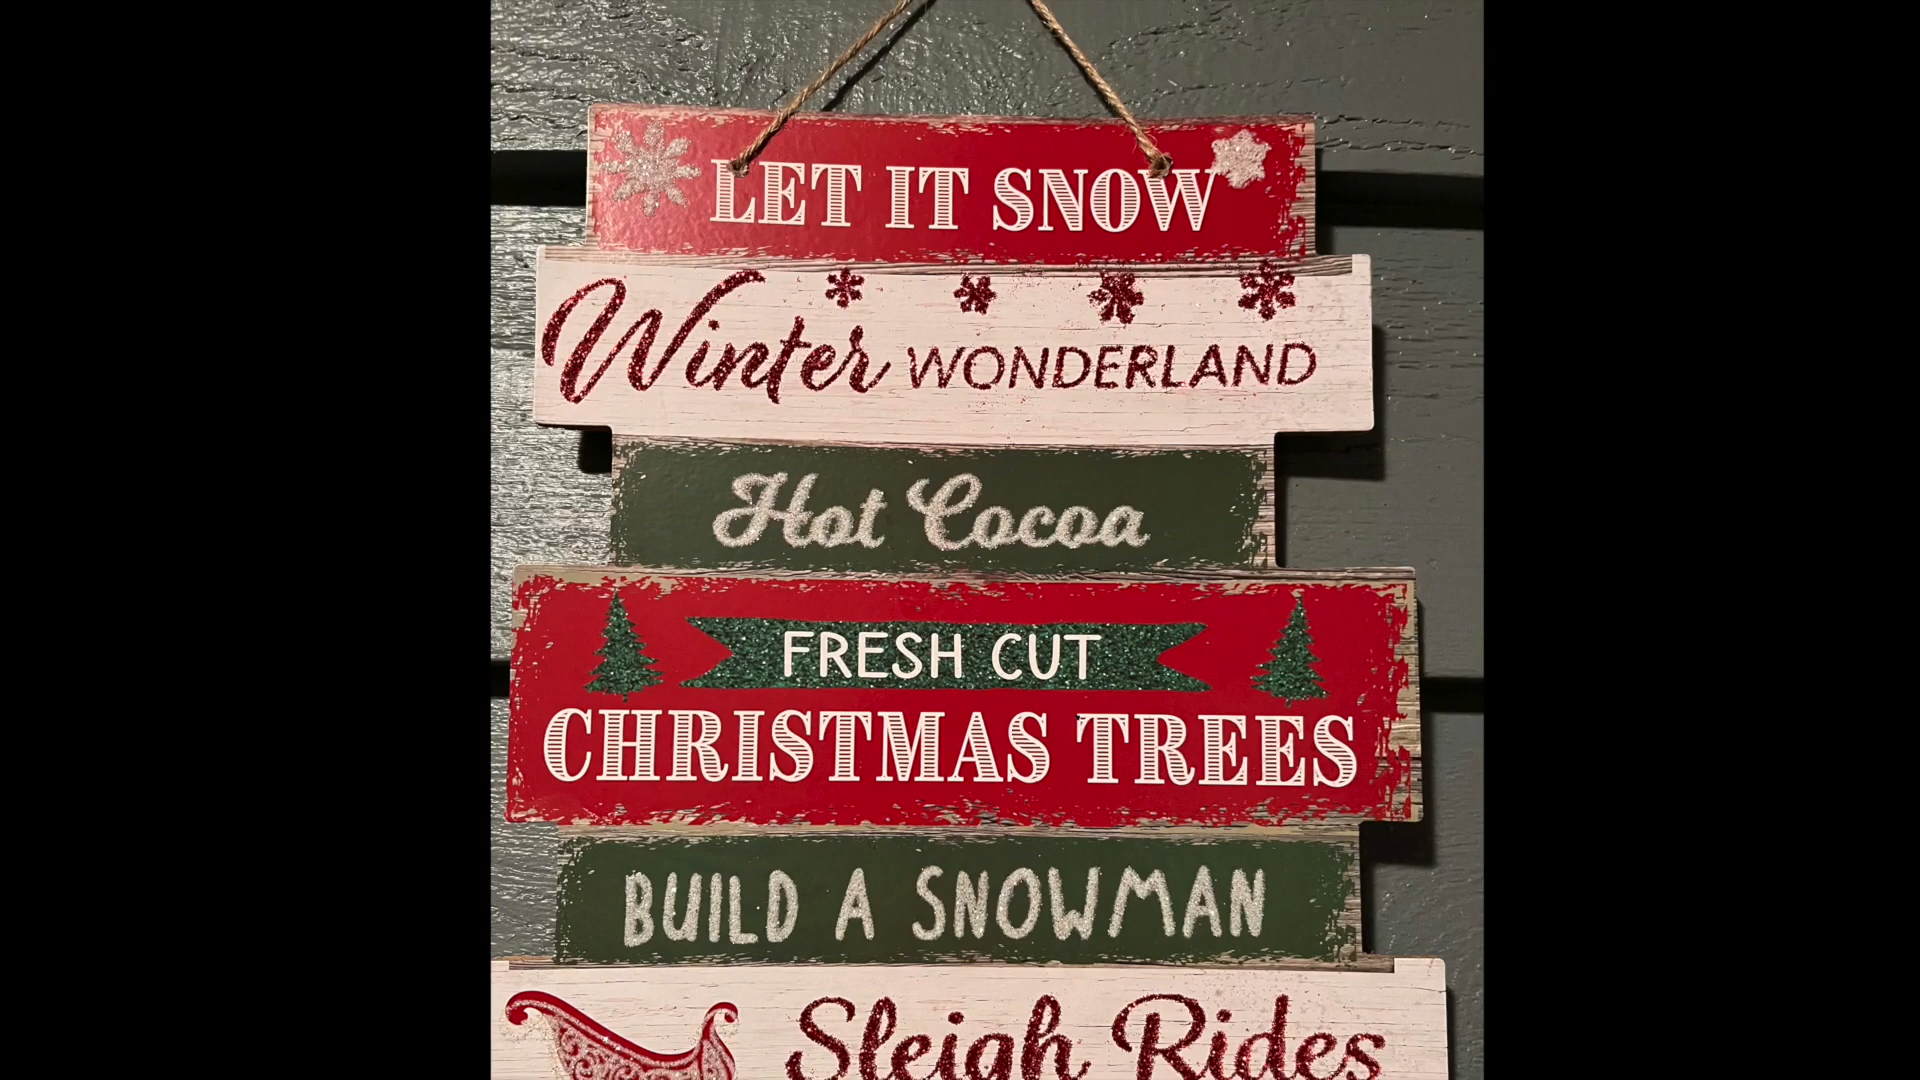 LET IT SNOW
Winter WONDERLAND
Hot Cocoa
FRESH CUT
CHRISTMAS TREES
BUILD A SNOWMAN
Sleigh Rides